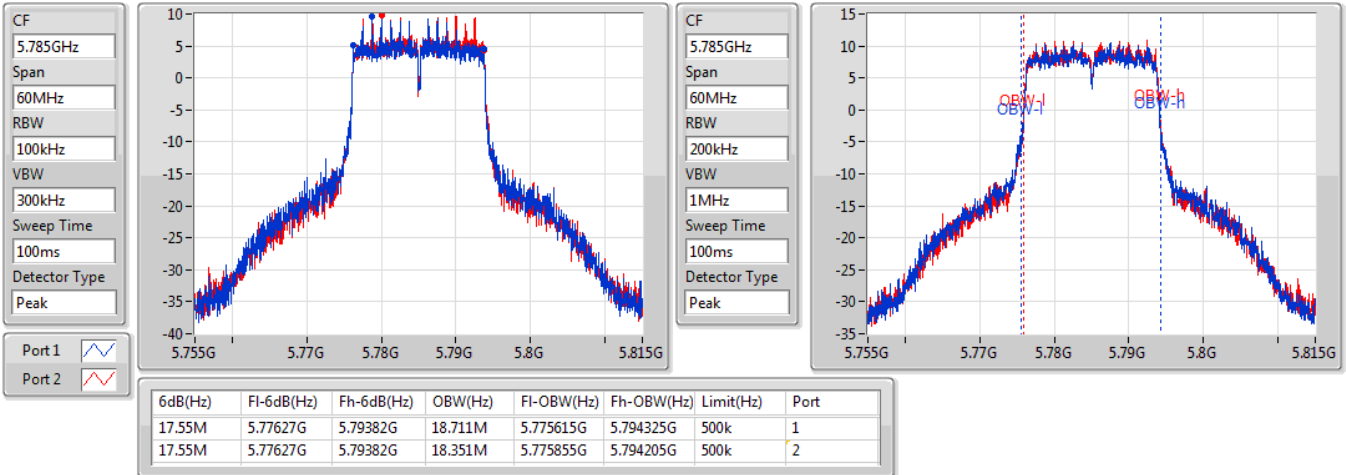 CF
5.785GHz
Span
60MHz
RBW
100kHz
VBW
300kHz
Sweep Time
100ms
Detector Type
Peak
Port 1
Port 2
10
5
0
-5
-10
-15
-20
-25
-30
-35
-40
5.755G 5.77G 5.78G 5.79G 5.8G 5.815G
CF
5.785GHz
Span
60MHz
RBW
200kHz
VBW
1MHz
Sweep Time
100ms
Detector Type
Peak
15
10
5
0
-5
-10
-15
-20
-25
-30
-35
OBW-l OBW-h
OBW-l OBW-h
5.755G 5.77G 5.78G 5.79G 5.8G 5.815G
6dB(Hz) Fl-6dB(Hz) Fh-6dB(Hz) OBW(Hz) Fl-OBW(Hz) Fh-OBW(Hz) Limit(Hz) Port
17.55M 5.77627G 5.79382G 18.711M 5.775615G 5.794325G 500k 1
17.55M 5.77627G 5.79382G 18.351M 5.775855G 5.794205G 500k 2